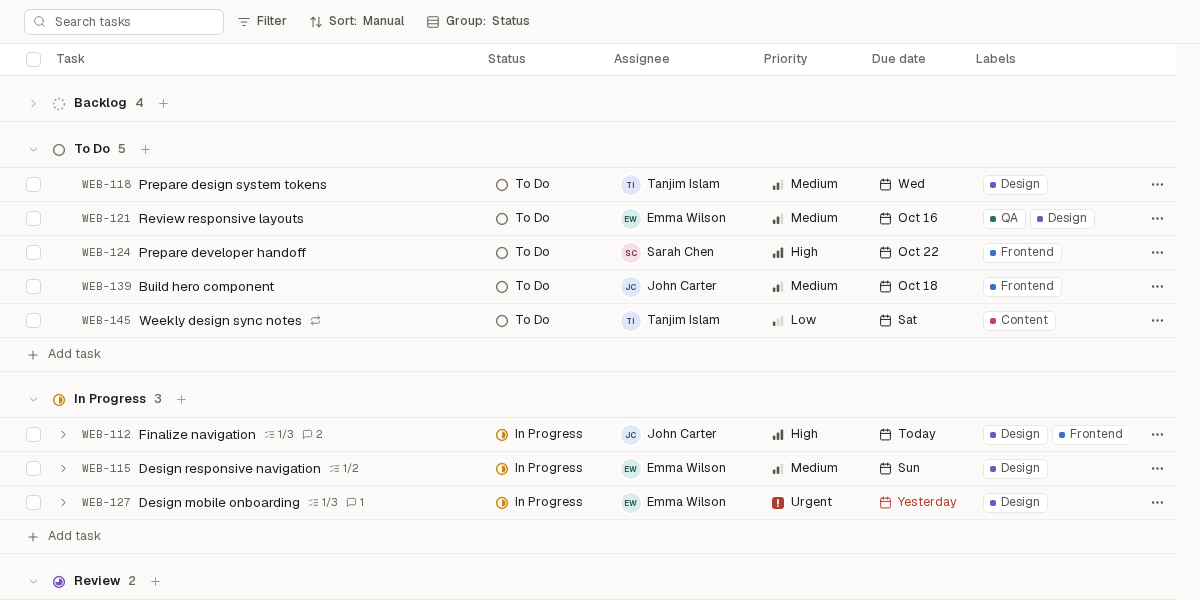 Search tasks Filter Sort: Manual Group: Status
Task Status Assignee Priority Due date Labels
Backlog 4
To Do 5
WEB-118 Prepare design system tokens To Do TI Tanjim Islam Medium Wed Design
WEB-121 Review responsive layouts To Do EW Emma Wilson Medium Oct 16 QA Design
WEB-124 Prepare developer handoff To Do SC Sarah Chen High Oct 22 Frontend
WEB-139 Build hero component To Do JC John Carter Medium Oct 18 Frontend
WEB-145 Weekly design sync notes To Do TI Tanjim Islam Low Sat Content
Add task
In Progress 3
WEB-112 Finalize navigation 1/3 2 In Progress JC John Carter High Today Design Frontend
WEB-115 Design responsive navigation 1/2 In Progress EW Emma Wilson Medium Sun Design
WEB-127 Design mobile onboarding 1/3 1 In Progress EW Emma Wilson Urgent Yesterday Design
Add task
Review 2